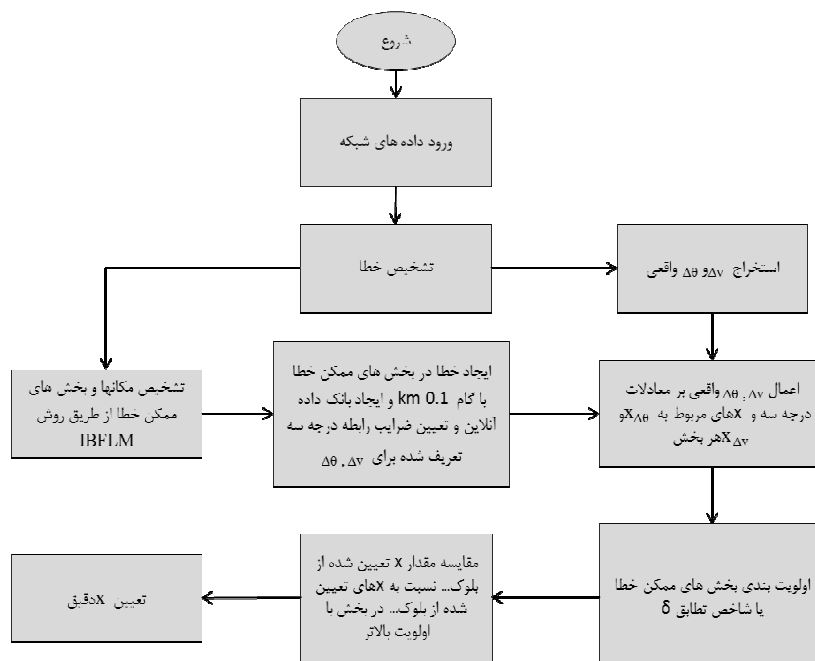 شروع
ورود داده های شبکه
تشخیص خطا
استخراج Δv و Δθ واقعی
تشخیص مکانها و بخش های
ممکن خطا از طریق روش
IBFLM
ایجاد خطا در بخش های ممکن خطا
با گام 0.1 km و ایجاد بانک داده
آنلاین و تعیین ضرایب رابطه درجه سه
تعریف شده برای Δθ , Δv
اعمال Δθ , Δv واقعی بر معادلات
درجه سه و xهای مربوط به XΔθو
XΔvهر بخش
اولویت بندی بخش های ممکن خطا
با شاخص تطابق δ
مقایسه مقدار x تعیین شده از
بلوک... نسبت به xهای تعیین
شده از بلوک... در بخش با
اولویت بالاتر
تعیین xدقیق